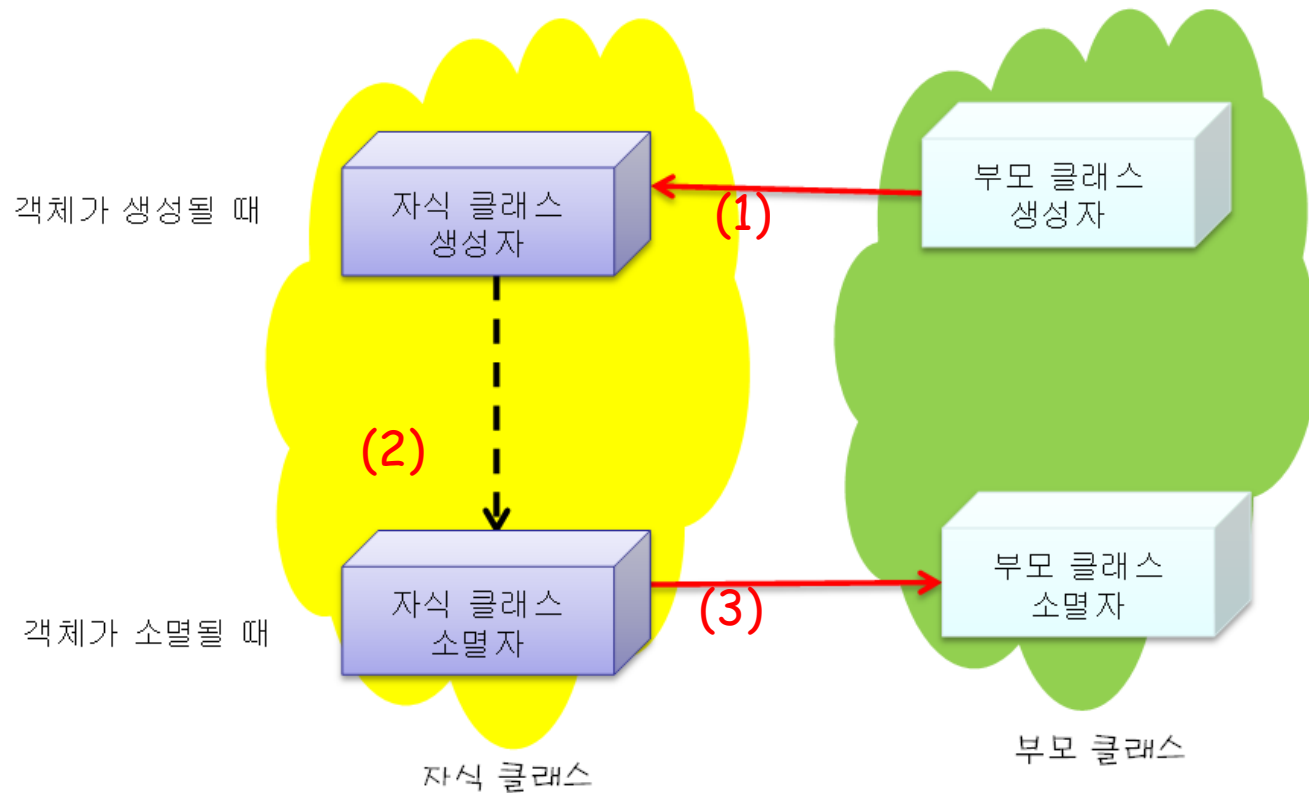 부모 클래스
생성자
자식 클래스
생성자
객체가 생성될 때
(1)
(2)
부모 클래스
소멸자
자식 클래스
소멸자
(3)
객체가 소멸될 때
부모 클래스
자식 클래스